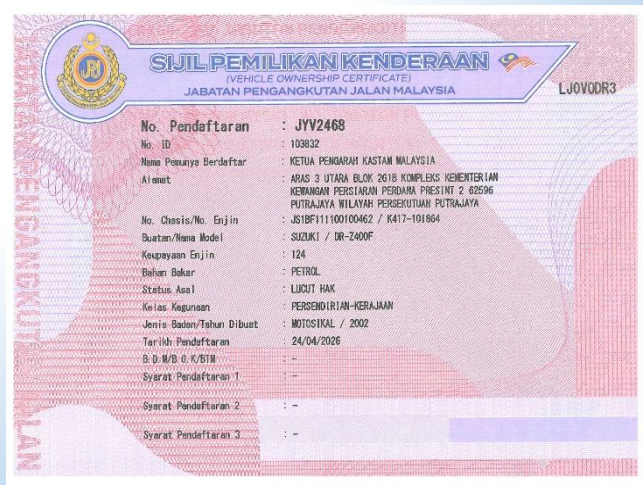 SIJIL PEMILIKAN KENDERAAN
(VEHICLE OWNERSHIP CERTIFICATE)
JABATAN PENGANGKUTAN JALAN MALAYSIA
LJOVODR3
No. Pendaftaran : JYV2468
No. ID : 103832
Nama Pemunya Berdaftar : KETUA PENGARAH KASTAM MALAYSIA
Alamat : ARAS 3 UTARA BLOK 2G1B KOMPLEKS KEMENTERIAN
KEWANGAN PERSIARAN PERDANA PRESINT 2 62596
PUTRAJAYA WILAYAH PERSEKUTUAN PUTRAJAYA
No. Chasis/No. Enjin : JS1BF111100100462 / K417-101864
Buatan/Nama Model : SUZUKI / DR-Z400F
Keupayaan Enjin : 124
Bahan Bakar : PETROL
Status Asal : LUCUT HAK
Kelas Kegunaan : PERSENDIRIAN-KERAJAAN
Jenis Badan/Tahun Dibuat : MOTOSIKAL / 2002
Tarikh Pendaftaran : 24/04/2026
B.D.M/B.G.K/BTM : -
Syarat Pendaftaran 1 : -
Syarat Pendaftaran 2 : -
Syarat Pendaftaran 3 : -